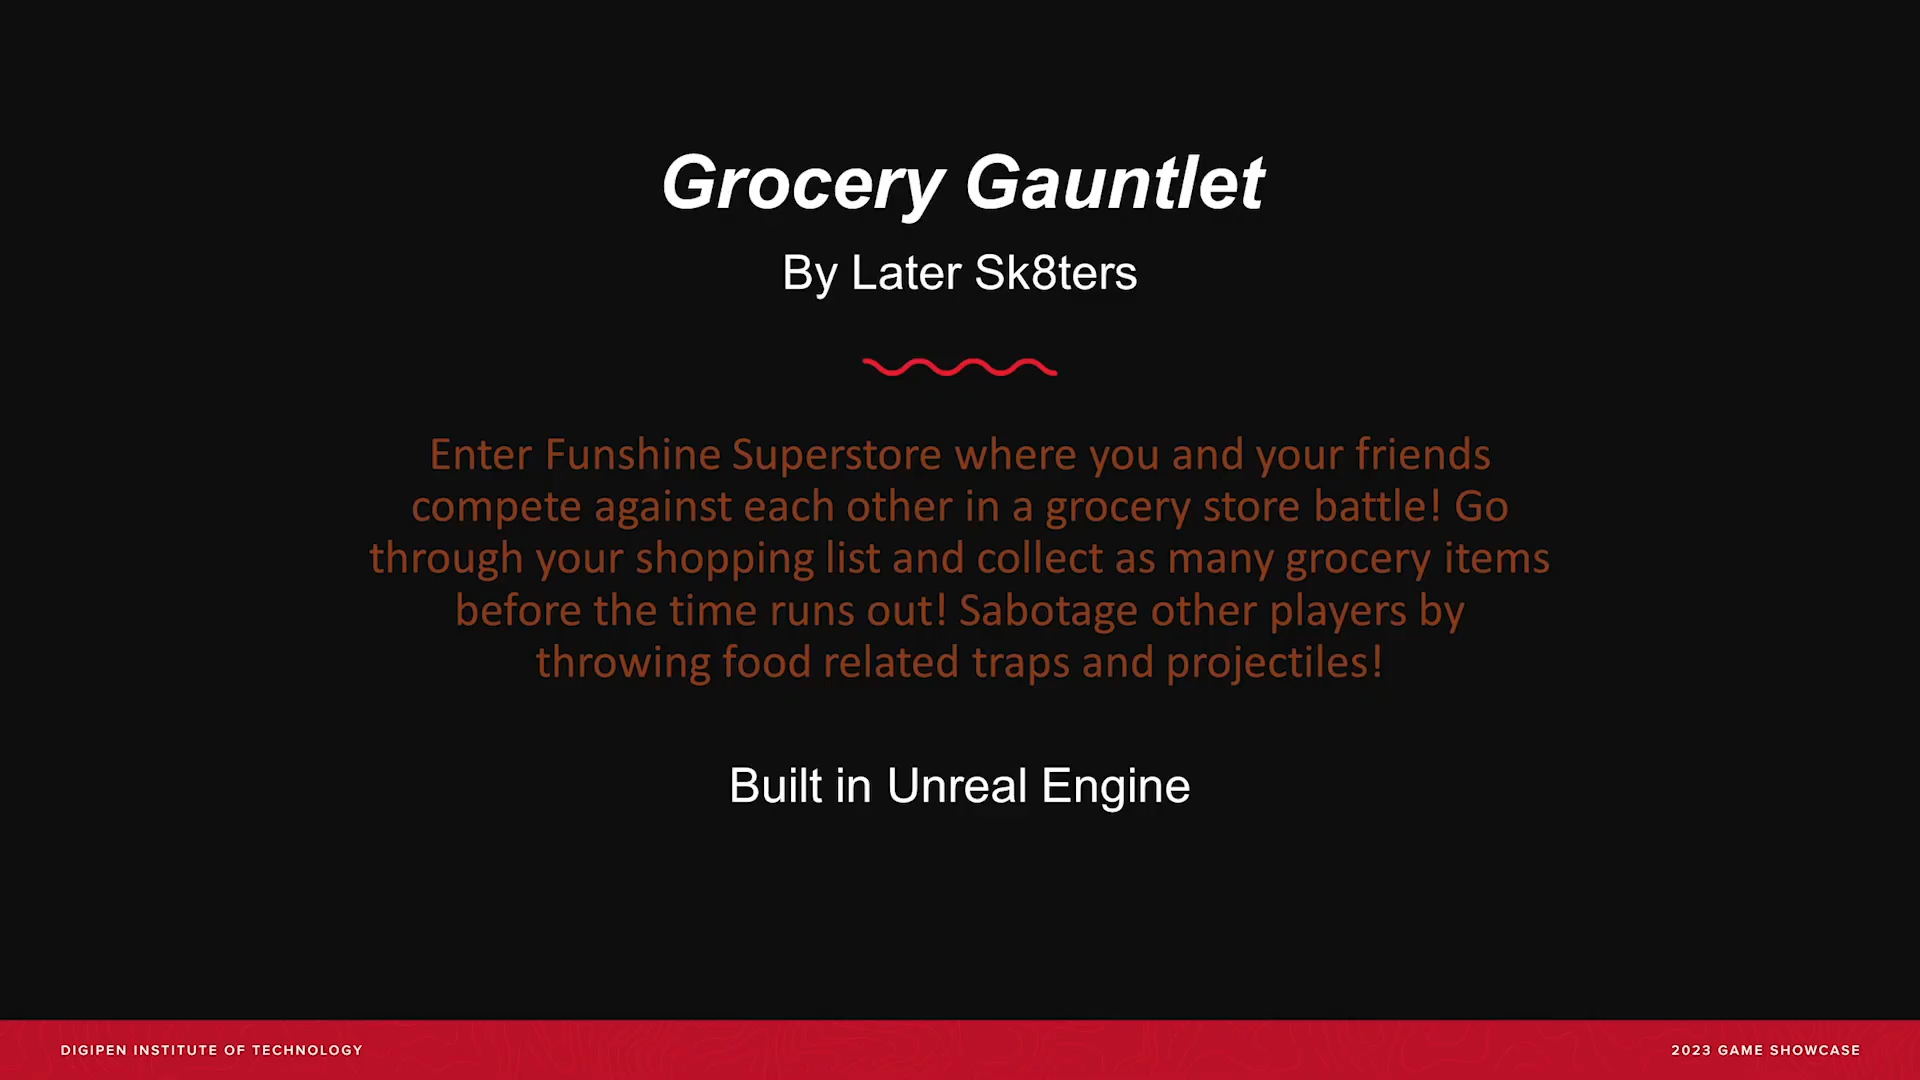 Grocery Gauntlet
By Later Sk8ters
Enter Funshine Superstore where you and your friends
compete against each other in a grocery store battle! Go
through your shopping list and collect as many grocery items
before the time runs out! Sabotage other players by
throwing food related traps and projectiles!
Built in Unreal Engine
DIGIPEN INSTITUTE OF TECHNOLOGY
2023 GAME SHOWCASE